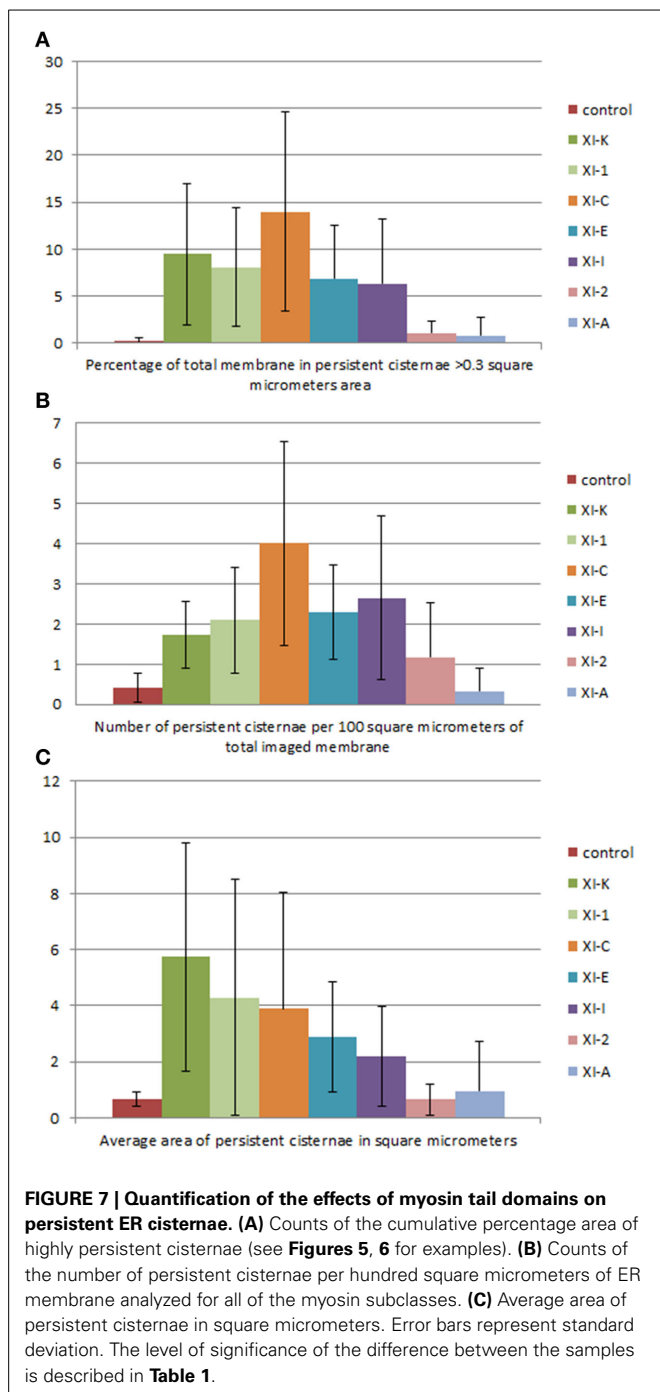 A
30
25
20
15
10
5
0
control
XI-K
XI-1
XI-C
XI-E
XI-I
XI-2
XI-A
Percentage of total membrane in persistent cisternae >0.3 square
micrometers area
B
7
6
5
4
3
2
1
0
control
XI-K
XI-1
XI-C
XI-E
XI-I
XI-2
XI-A
Number of persistent cisternae per 100 square micrometers of
total imaged membrane
C
12
10
8
6
4
2
0
control
XI-K
XI-1
XI-C
XI-E
XI-I
XI-2
XI-A
Average area of persistent cisternae in square micrometers
FIGURE 7 | Quantification of the effects of myosin tail domains on
persistent ER cisternae. (A) Counts of the cumulative percentage area of
highly persistent cisternae (see Figures 5, 6 for examples). (B) Counts of
the number of persistent cisternae per hundred square micrometers of ER
membrane analyzed for all of the myosin subclasses. (C) Average area of
persistent cisternae in square micrometers. Error bars represent standard
deviation. The level of significance of the difference between the samples
is described in Table 1.